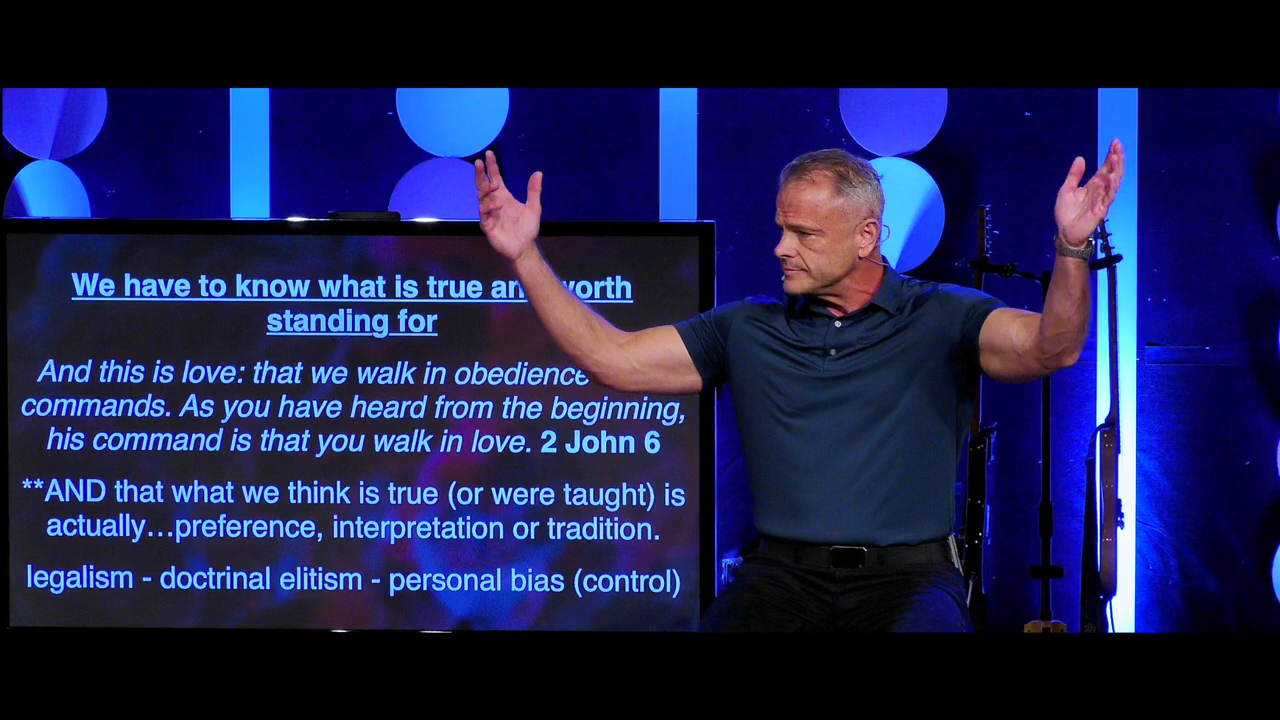 We have to know what is true an worth
standing for
And this is love: that we walk in obedience
commands. As you have heard from the beginning,
his command is that you walk in love. 2 John 6
**AND that what we think is true (or were taught) is
actually...preference, interpretation or tradition.
legalism - doctrinal elitism - personal bias (control)